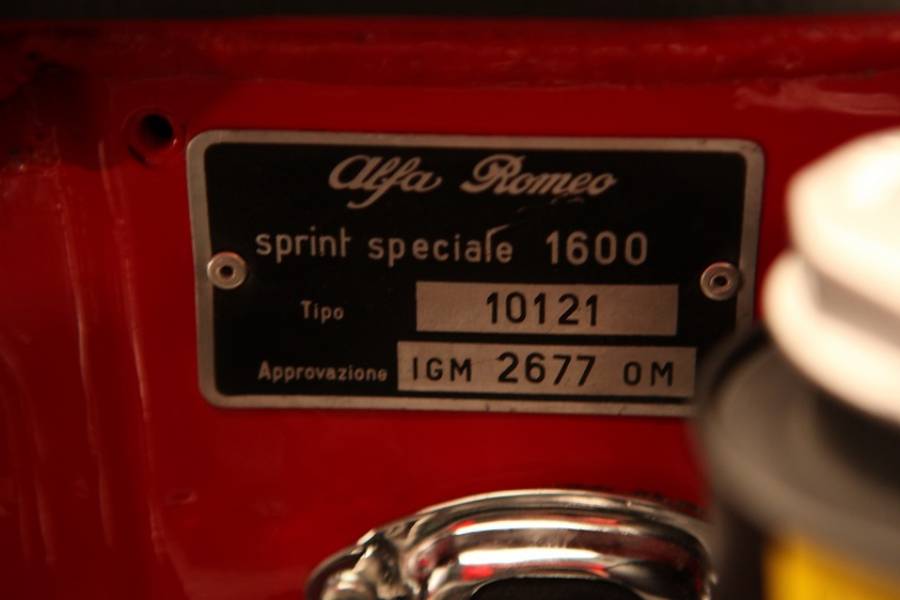 Alfa Romeo
sprint speciale 1600
Tipo 10121
Approvazione IGM 2677 OM